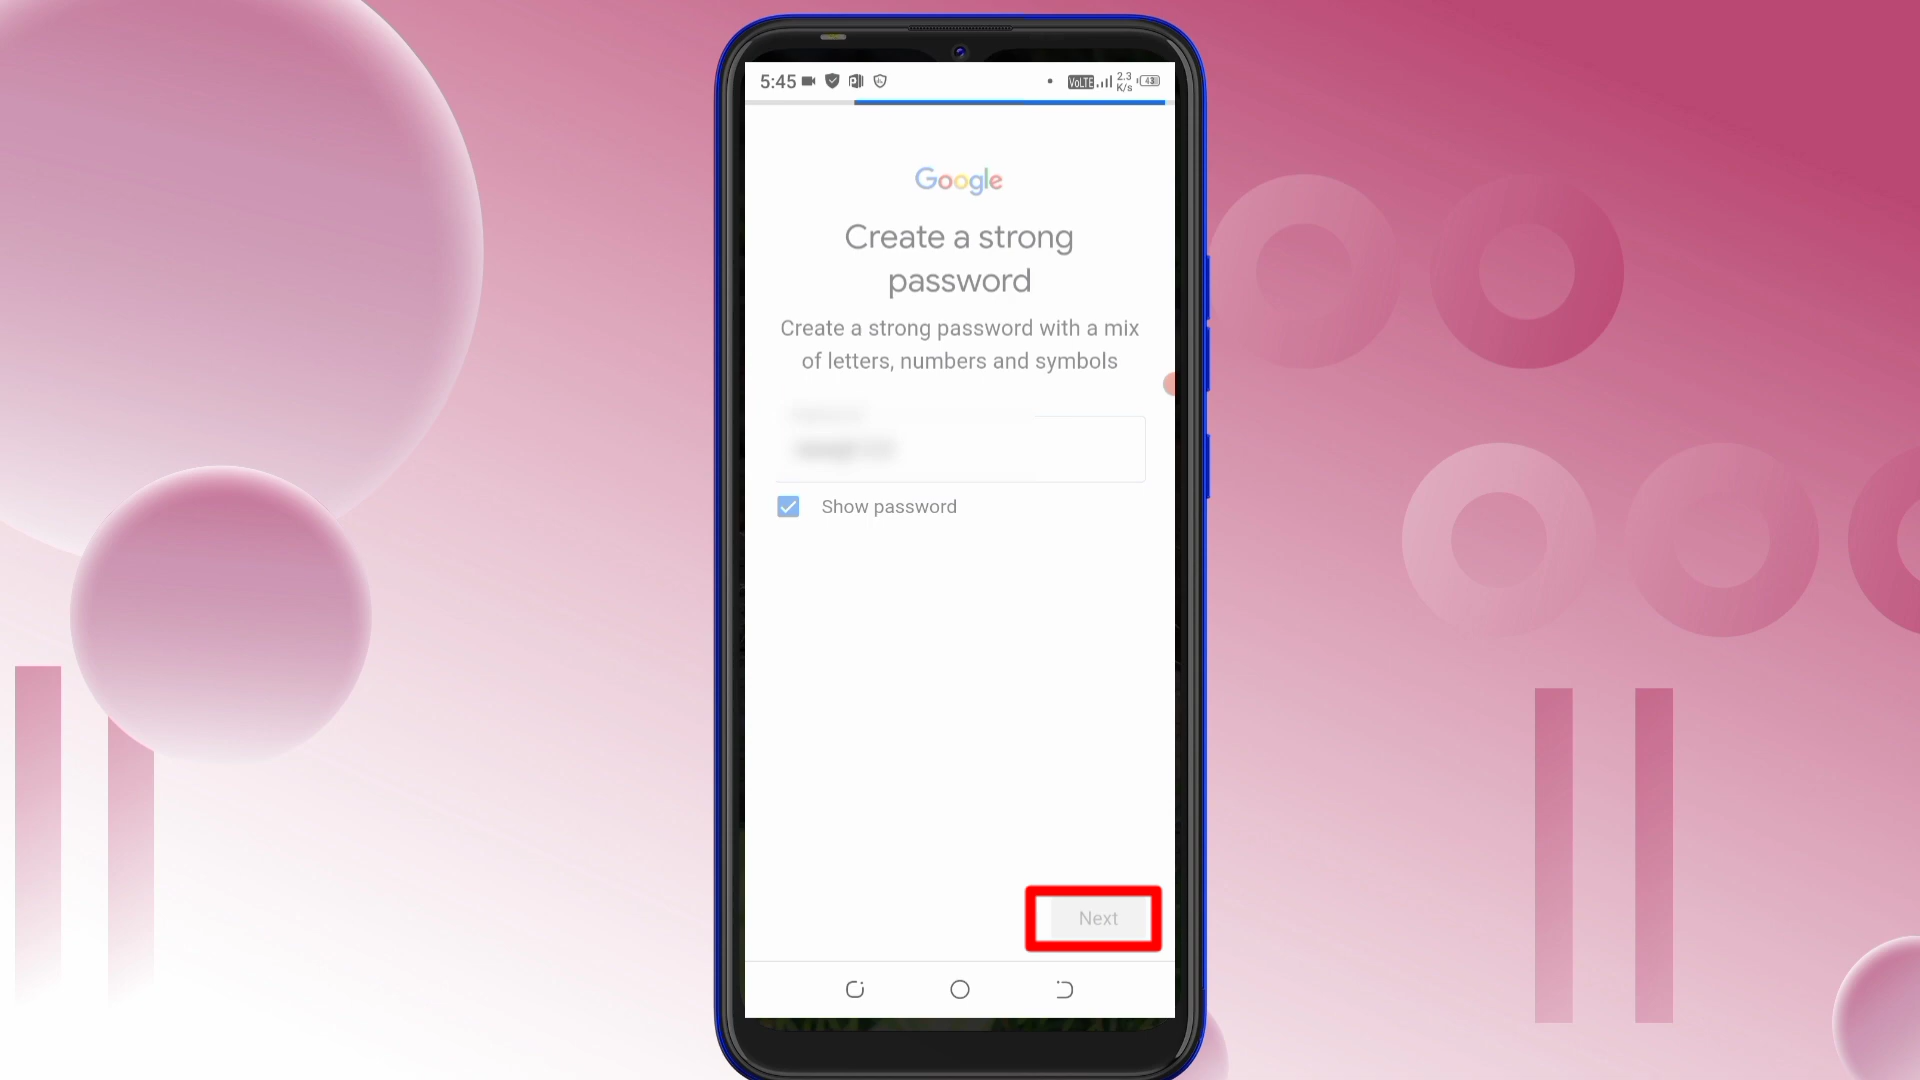 5:45 VoLTE 2.3 K/s 43
Google
Create a strong
password
Create a strong password with a mix
of letters, numbers and symbols
Show password
Next